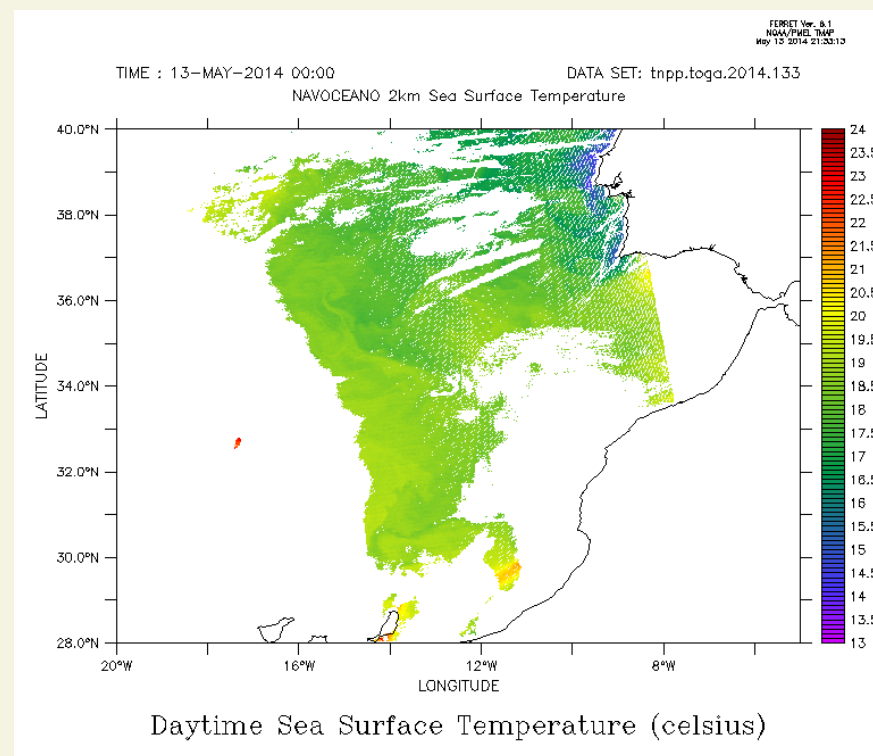 FERRET Ver. 6.1
NOAA/PMEL TMAP
May 13 2014 21:33:13
TIME : 13-MAY-2014 00:00
DATA SET: tnpp.toga.2014.133
NAVOCEANO 2km Sea Surface Temperature
40.0°N
38.0°N
36.0°N
34.0°N
32.0°N
30.0°N
28.0°N
LATITUDE
20°W
16°W
12°W
8°W
LONGITUDE
24
23.5
23
22.5
22
21.5
21
20.5
20
19.5
19
18.5
18
17.5
17
16.5
16
15.5
15
14.5
14
13.5
13
Daytime Sea Surface Temperature (celsius)